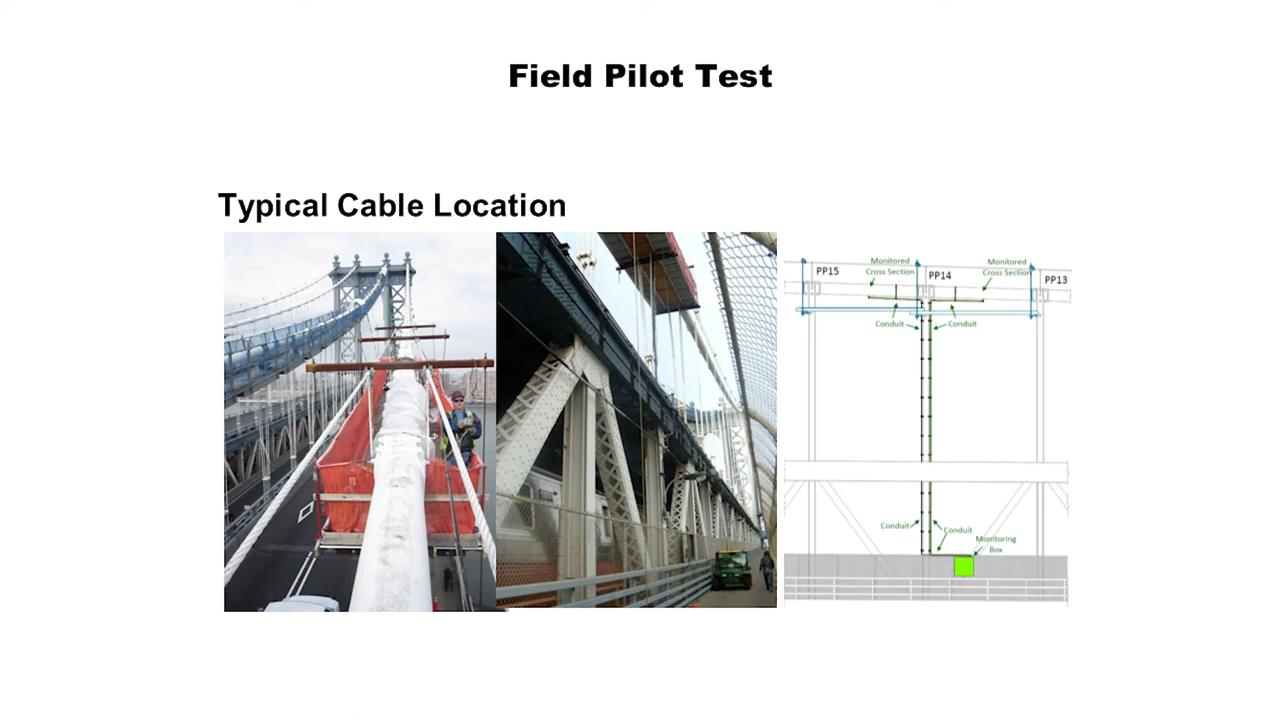 Field Pilot Test
Typical Cable Location
Monitored
Cross Section
Monitored
Cross Section
PP15
PP14
PP13
Conduit
Conduit
Conduit
Conduit
Monitoring
Box